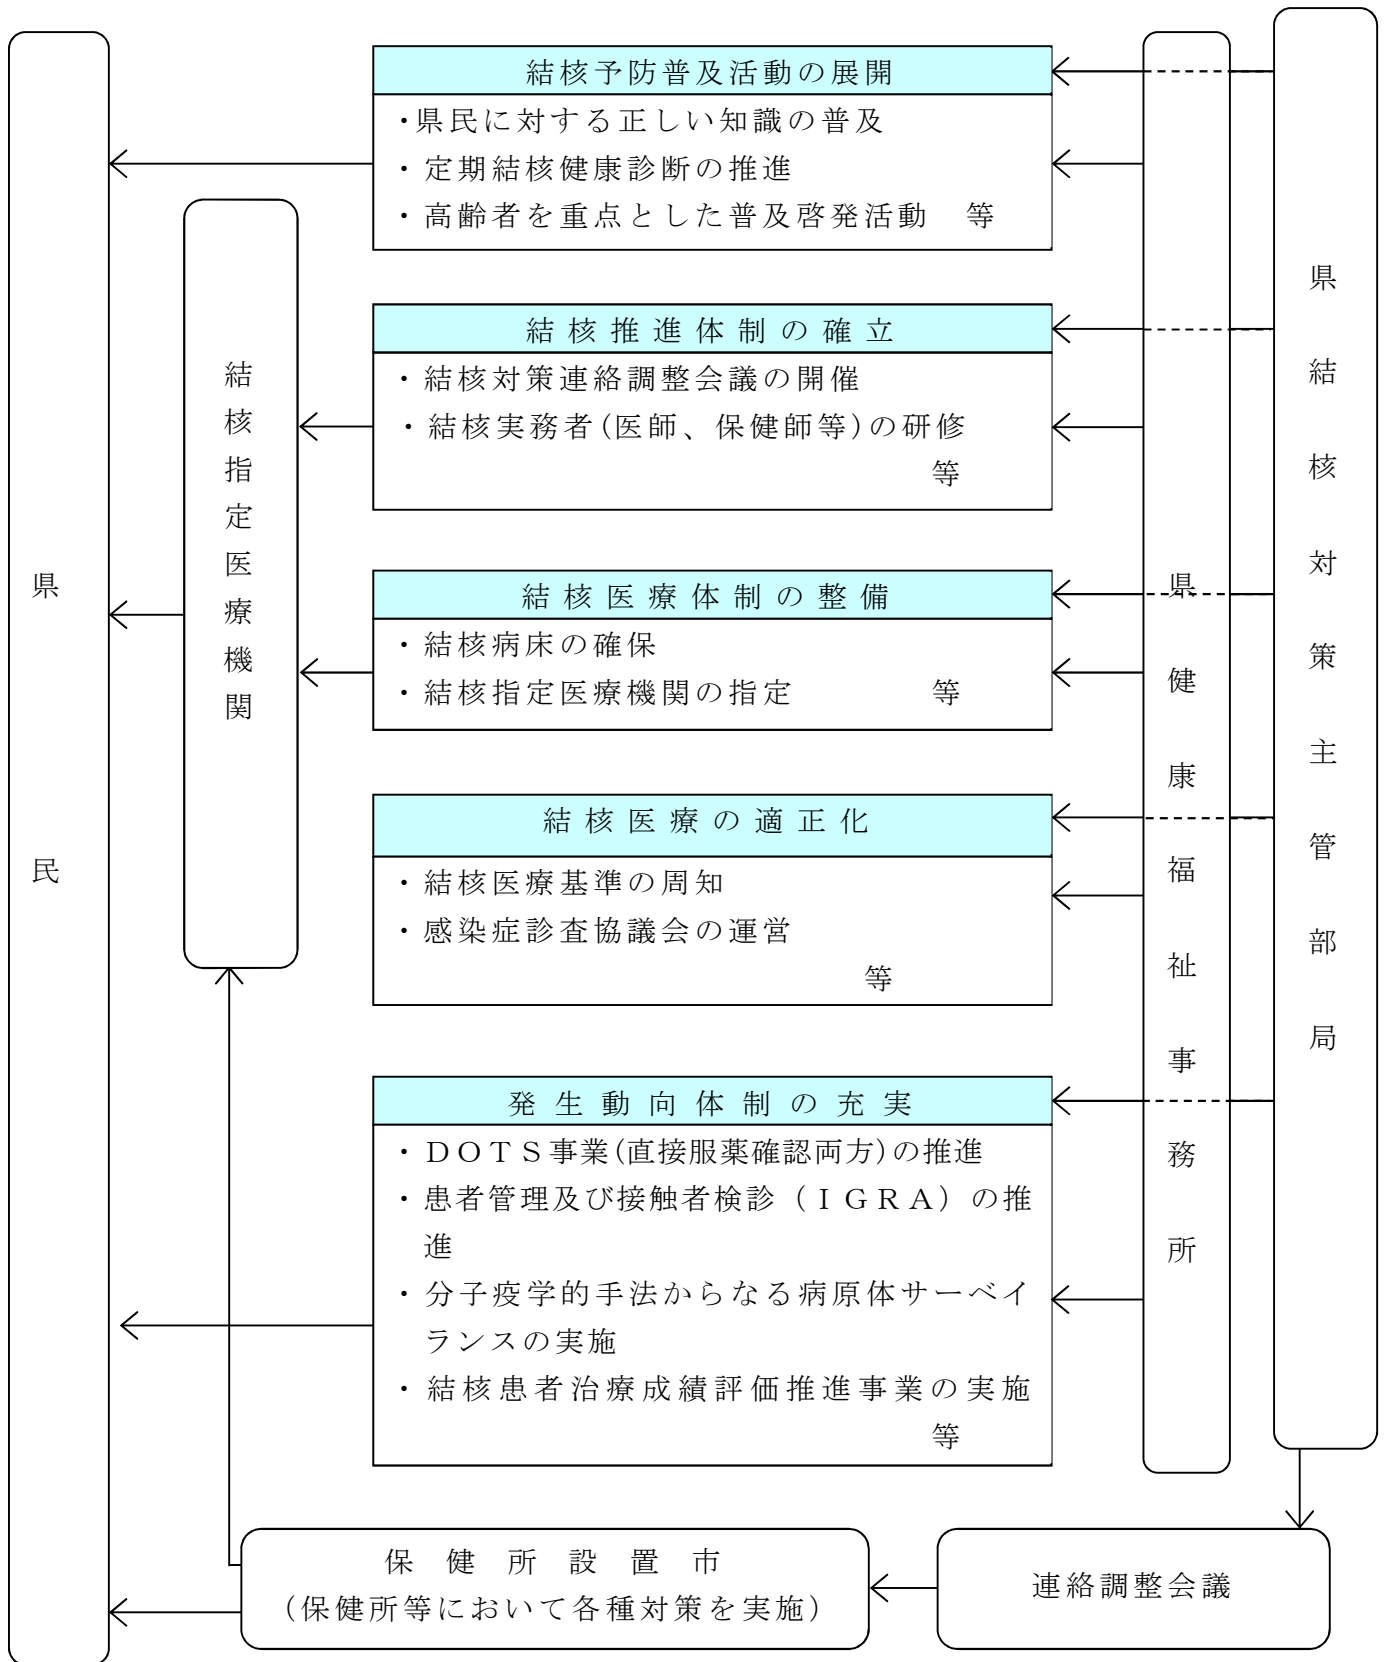 結核予防普及活動の展開
・県民に対する正しい知識の普及
・定期結核健康診断の推進
・高齢者を重点とした普及啓発活動　等
結核推進体制の確立
・結核対策連絡調整会議の開催
・結核実務者(医師、保健師等)の研修
等
結核医療体制の整備
・結核病床の確保
・結核指定医療機関の指定　　　等
結核医療の適正化
・結核医療基準の周知
・感染症診査協議会の運営
等
発生動向体制の充実
・ＤＯＴＳ事業(直接服薬確認両方)の推進
・患者管理及び接触者検診（ＩＧＲＡ）の推
進
・分子疫学的手法からなる病原体サーベイ
ランスの実施
・結核患者治療成績評価推進事業の実施
等
県民
結核指定医療機関
県健康福祉事務所
県結核対策主管部局
保健所設置市
（保健所等において各種対策を実施）
連絡調整会議